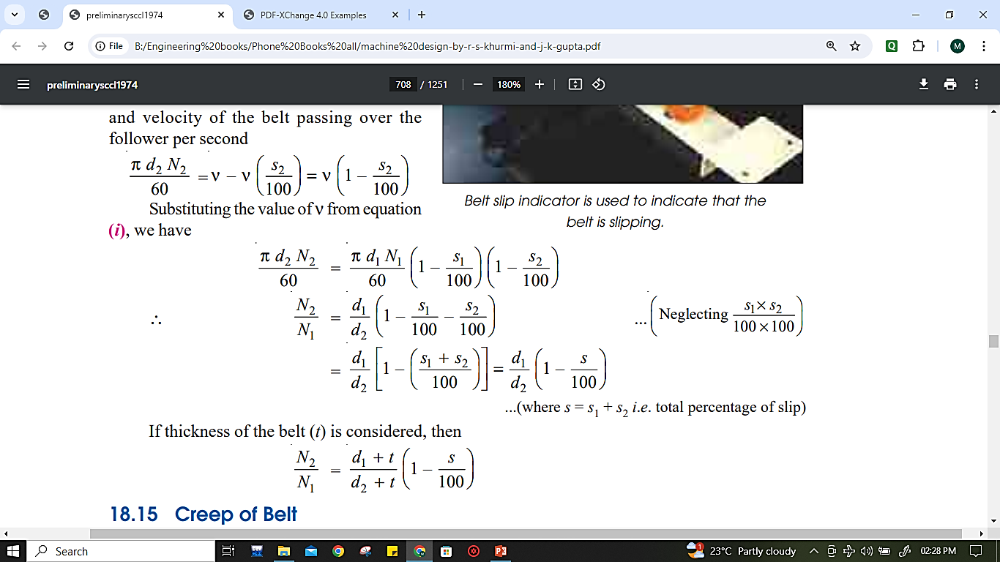 preliminarysccl1974
PDF-XChange 4.0 Examples
File
B:/Engineering%20books/Phone%20Books%20all/machine%20design-by-r-s-khurmi-and-j-k-gupta.pdf
Q
M
preliminarysccl1974
708 / 1251
180%
and velocity of the belt passing over the
follower per second
π d₂ N₂ / 60 = v – v (s₂ / 100) = v (1 – s₂ / 100)
Belt slip indicator is used to indicate that the
belt is slipping.
Substituting the value of v from equation
(i), we have
π d₂ N₂ / 60 = π d₁ N₁ / 60 (1 – s₁ / 100) (1 – s₂ / 100)
∴ N₂ / N₁ = d₁ / d₂ (1 – s₁ / 100 – s₂ / 100) ...(Neglecting s₁ × s₂ / 100 × 100)
= d₁ / d₂ [1 – (s₁ + s₂ / 100)] = d₁ / d₂ (1 – s / 100)
...(where s = s₁ + s₂ i.e. total percentage of slip)
If thickness of the belt (t) is considered, then
N₂ / N₁ = d₁ + t / d₂ + t (1 – s / 100)
18.15 Creep of Belt
Search
1
23°C Partly cloudy
02:28 PM